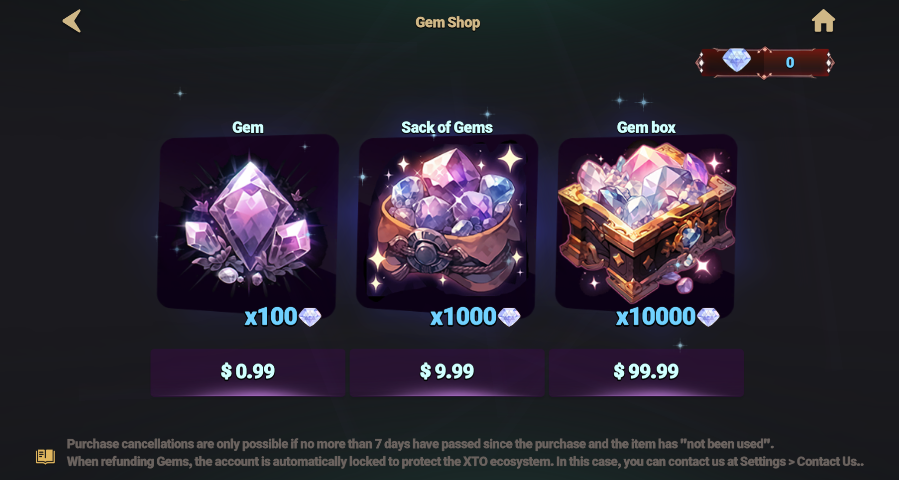 Gem Shop
0
Gem
Sack of Gems
Gem box
x100
x1000
x10000
$ 0.99
$ 9.99
$ 99.99
Purchase cancellations are only possible if no more than 7 days have passed since the purchase and the item has "not been used".
When refunding Gems, the account is automatically locked to protect the XTO ecosystem. In this case, you can contact us at Settings > Contact Us..